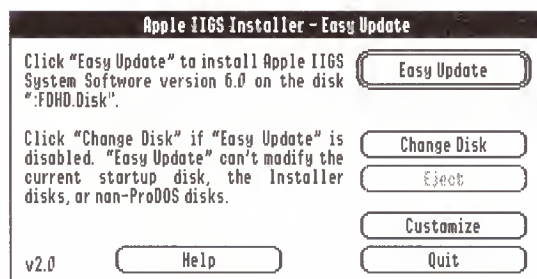 Apple IIGS Installer - Easy Update
Click "Easy Update" to install Apple IIGS
System Software version 6.0 on the disk
":FDHD.Disk".
Easy Update
Click "Change Disk" if "Easy Update" is
disabled. "Easy Update" can't modify the
current startup disk, the Installer
disks, or non-ProDOS disks.
Change Disk
Eject
Customize
v2.0
Help
Quit